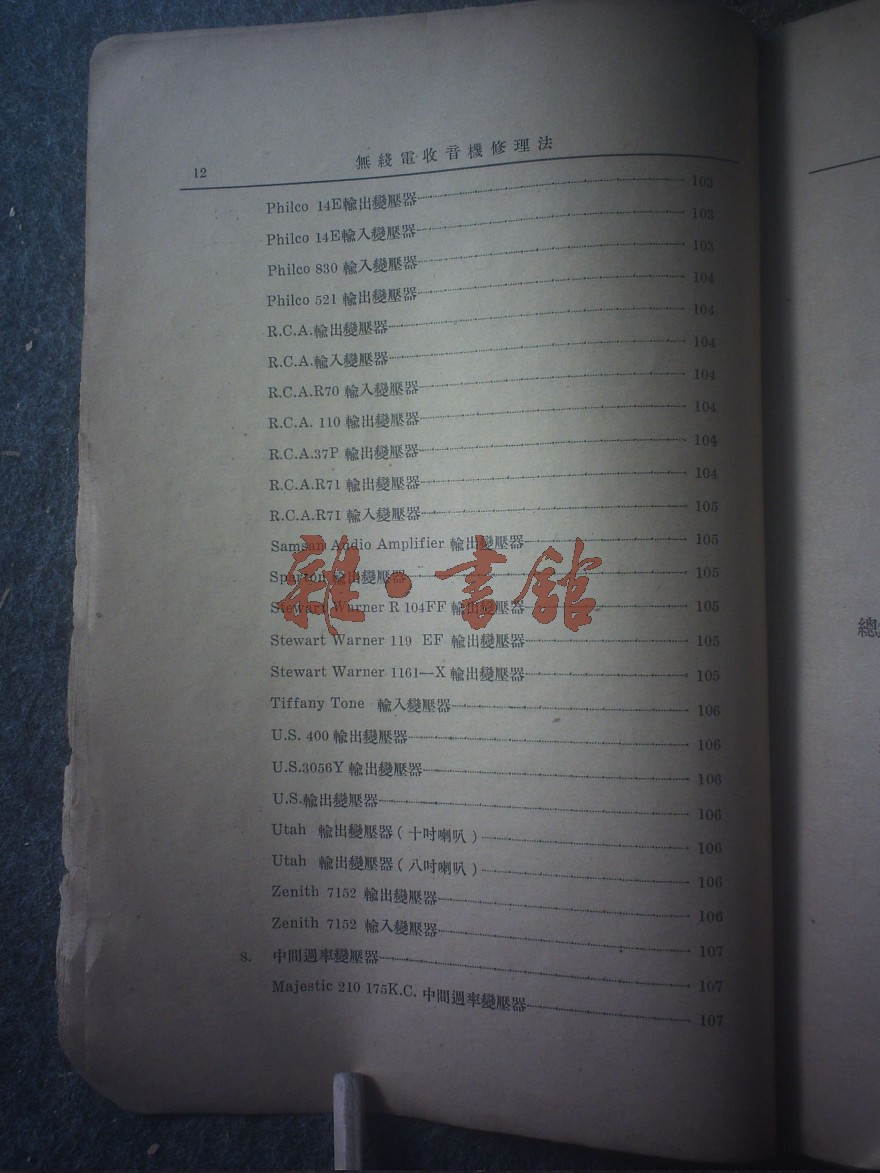 12 無綫電收音機修理法
Philco 14E輸出變壓器 103
Philco 14E輸入變壓器 103
Philco 830 輸入變壓器 103
Philco 521 輸出變壓器 104
R.C.A.輸出變壓器 104
R.C.A.輸入變壓器 104
R.C.A.R70 輸入變壓器 104
R.C.A. 110 輸出變壓器 104
R.C.A.37P 輸出變壓器 104
R.C.A.R71 輸出變壓器 104
R.C.A.R71 輸入變壓器 105
Samsan Andio Amplifier 輸出變壓器 105
Sparton 輸出變壓器 105
Stewart Warner R 104FF 輸出變壓器 105
Stewart Warner 119 EF 輸出變壓器 105
Stewart Warner 1161—X 輸出變壓器 105
Tiffany Tone 輸入變壓器 106
U.S. 400 輸出變壓器 106
U.S.3056Y 輸出變壓器 106
U.S.輸出變壓器 106
Utah 輸出變壓器(十吋喇叭) 106
Utah 輸出變壓器(八吋喇叭) 106
Zenith 7152 輸出變壓器 106
Zenith 7152 輸入變壓器 107
8. 中間週率變壓器 107
Majestic 210 175K.C. 中間週率變壓器 107
雜·書館
總